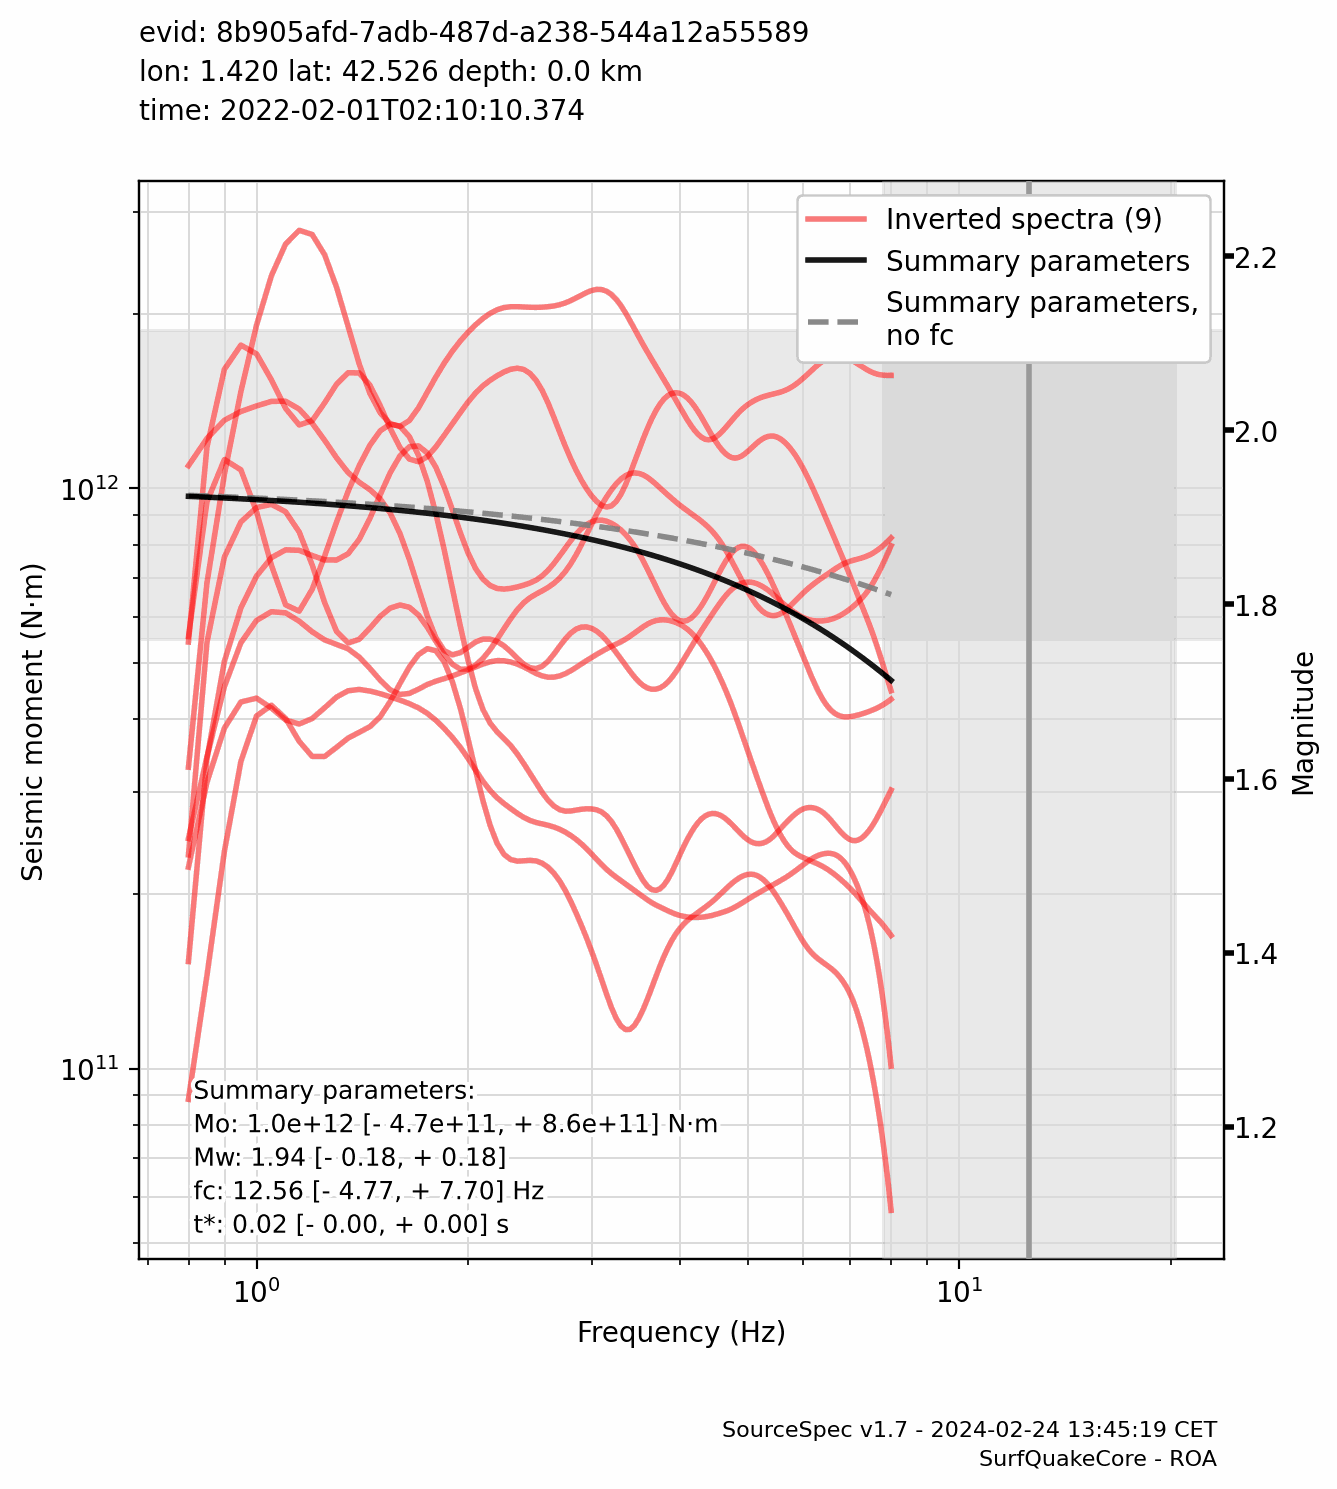 evid: 8b905afd-7adb-487d-a238-544a12a55589
lon: 1.420 lat: 42.526 depth: 0.0 km
time: 2022-02-01T02:10:10.374
Inverted spectra (9)
Summary parameters
Summary parameters,
no fc
2.2
2.0
1.8
1.6
1.4
1.2
Magnitude
Seismic moment (N·m)
10¹²
10¹¹
Summary parameters:
Mo: 1.0e+12 [- 4.7e+11, + 8.6e+11] N·m
Mw: 1.94 [- 0.18, + 0.18]
fc: 12.56 [- 4.77, + 7.70] Hz
t*: 0.02 [- 0.00, + 0.00] s
10⁰
10¹
Frequency (Hz)
SourceSpec v1.7 - 2024-02-24 13:45:19 CET
SurfQuakeCore - ROA